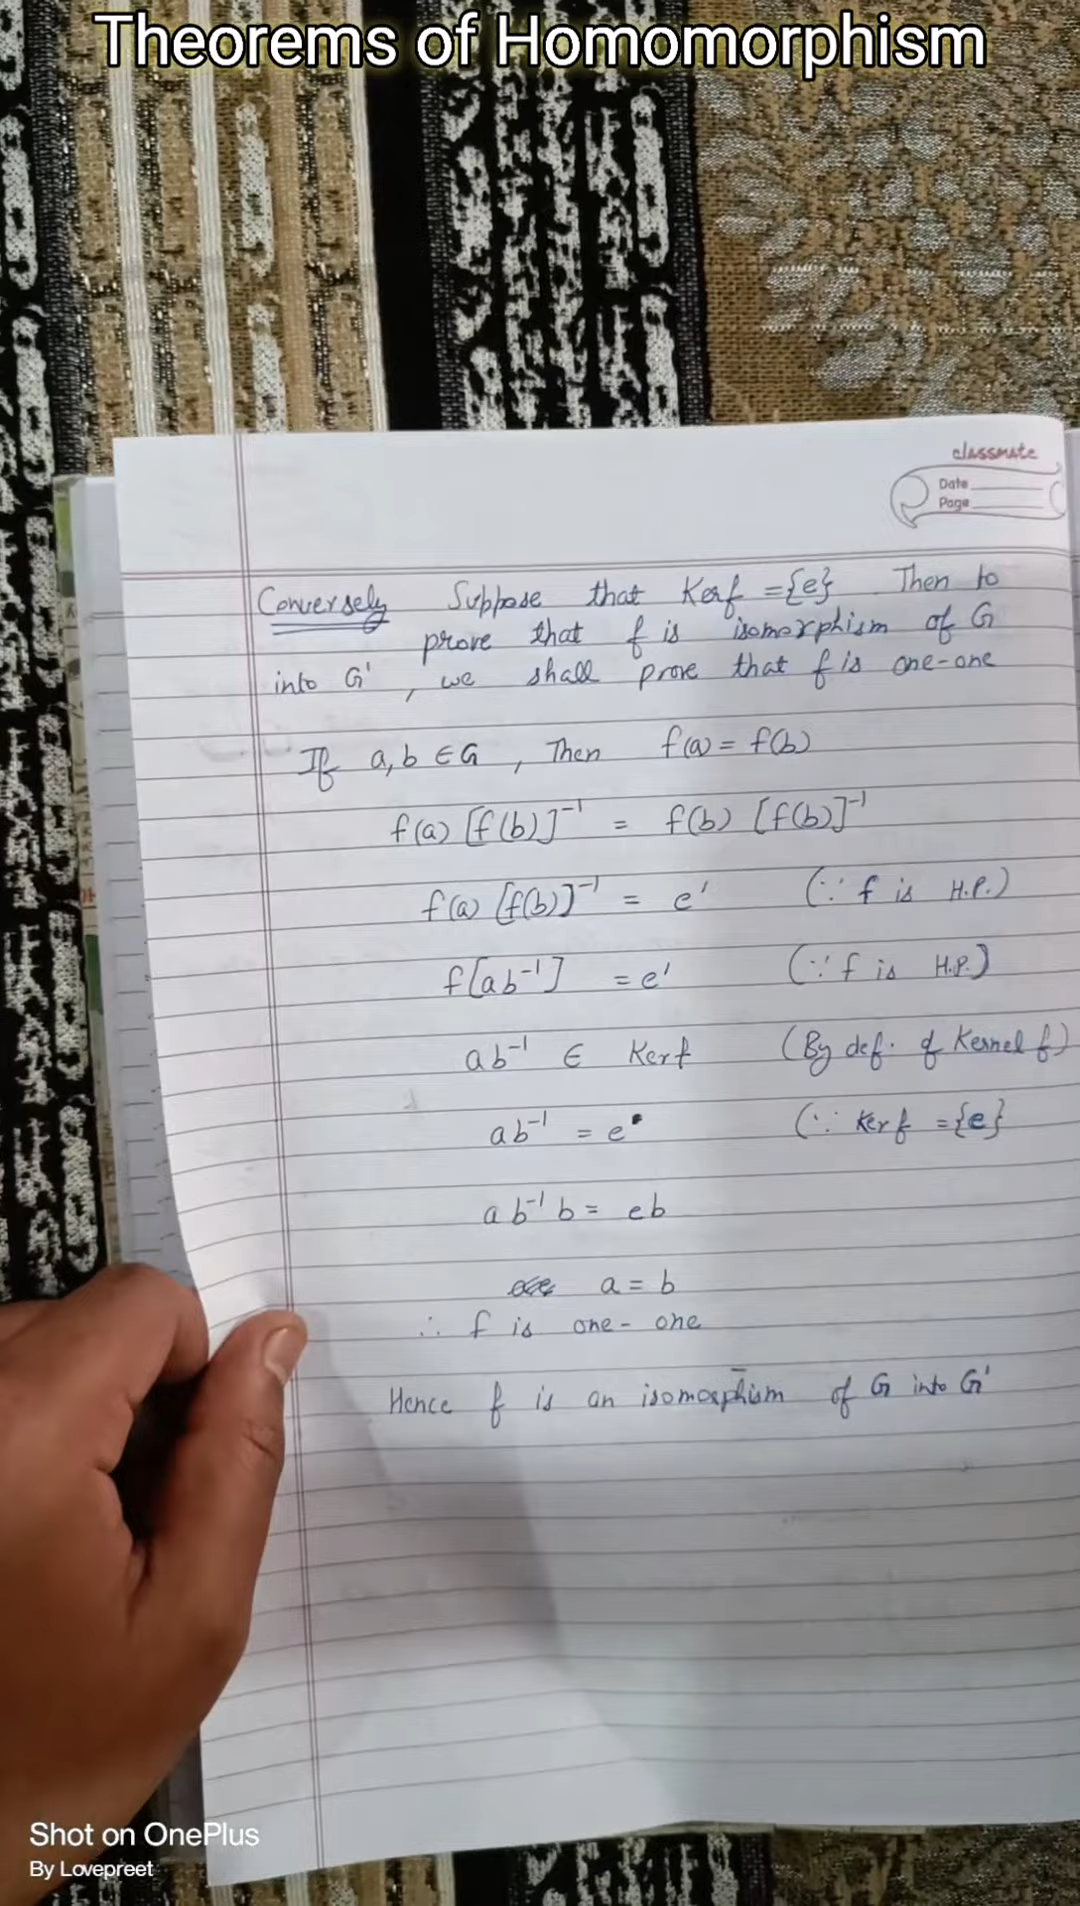 Theorems of Homomorphism
classmate
Date
Page
Conversely Suppose that Kerf = {e} Then to
prove that f is isomorphism of G
into G' , we shall prove that f is one-one
If a, b ∈ G , Then f(a) = f(b)
f(a) [f(b)]⁻¹ = f(b) [f(b)]⁻¹
f(a) [f(b)]⁻¹ = e' (∵ f is H.P.)
f[ab⁻¹] = e' (∵ f is H.P.)
ab⁻¹ ∈ Kerf (By def. of Kernel f)
ab⁻¹ = e (∵ Kerf = {e}
ab⁻¹b = eb
a = b
∴ f is one-one
Hence f is an isomorphism of G into G'
Shot on OnePlus
By Lovepreet